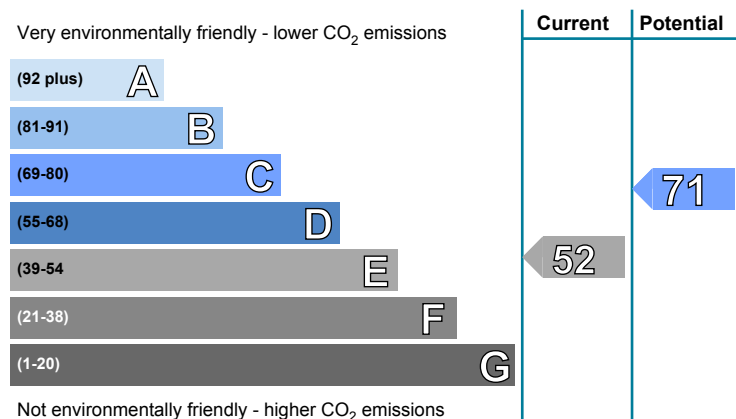 Current Potential
Very environmentally friendly - lower CO₂ emissions
(92 plus) A
(81-91) B
(69-80) C
71
(55-68) D
(39-54 E
52
(21-38) F
(1-20) G
Not environmentally friendly - higher CO₂ emissions